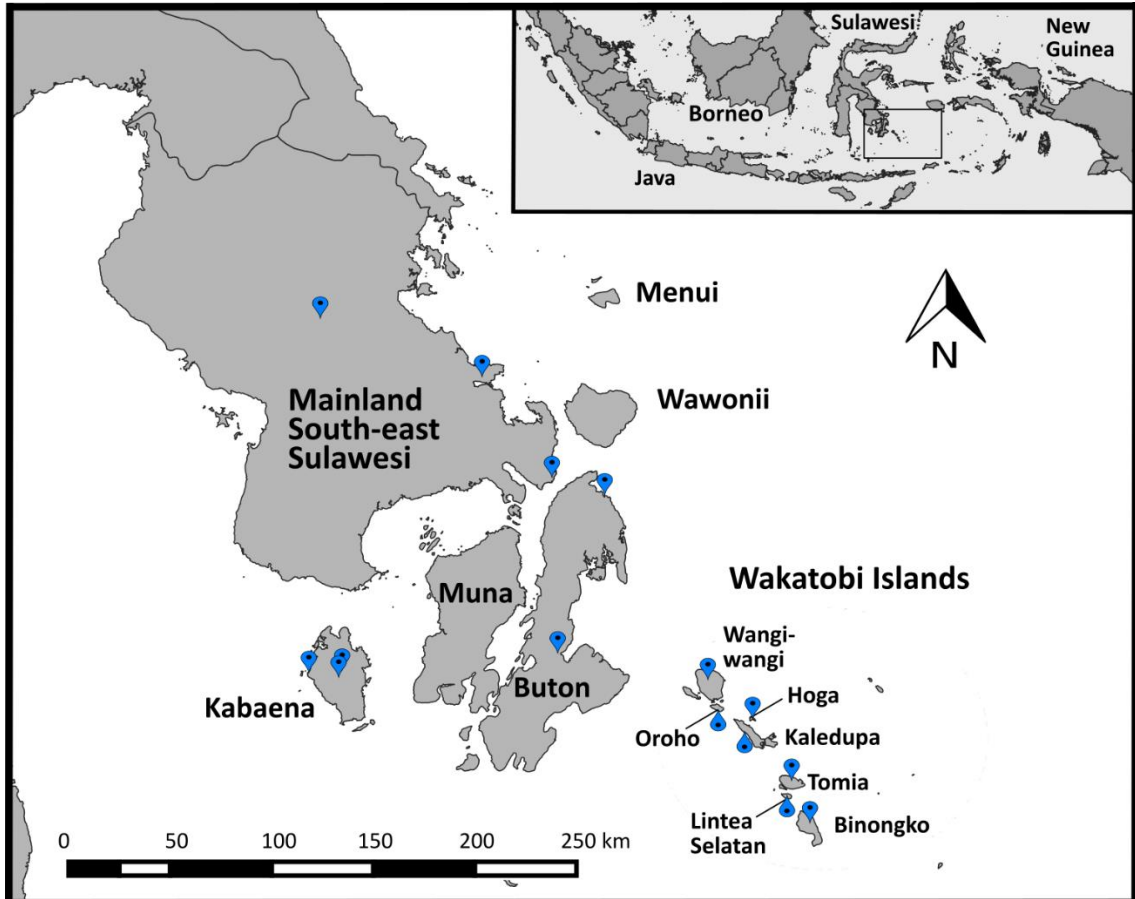 Sulawesi
New
Guinea
Borneo
Java
Menui
N
Wawonii
Mainland
South-east
Sulawesi
Wakatobi Islands
Muna
Wangi-
wangi
Buton
Hoga
Kabaena
Oroho
Kaledupa
Tomia
Lintea
Selatan
Binongko
0 50 100 150 200 250 km